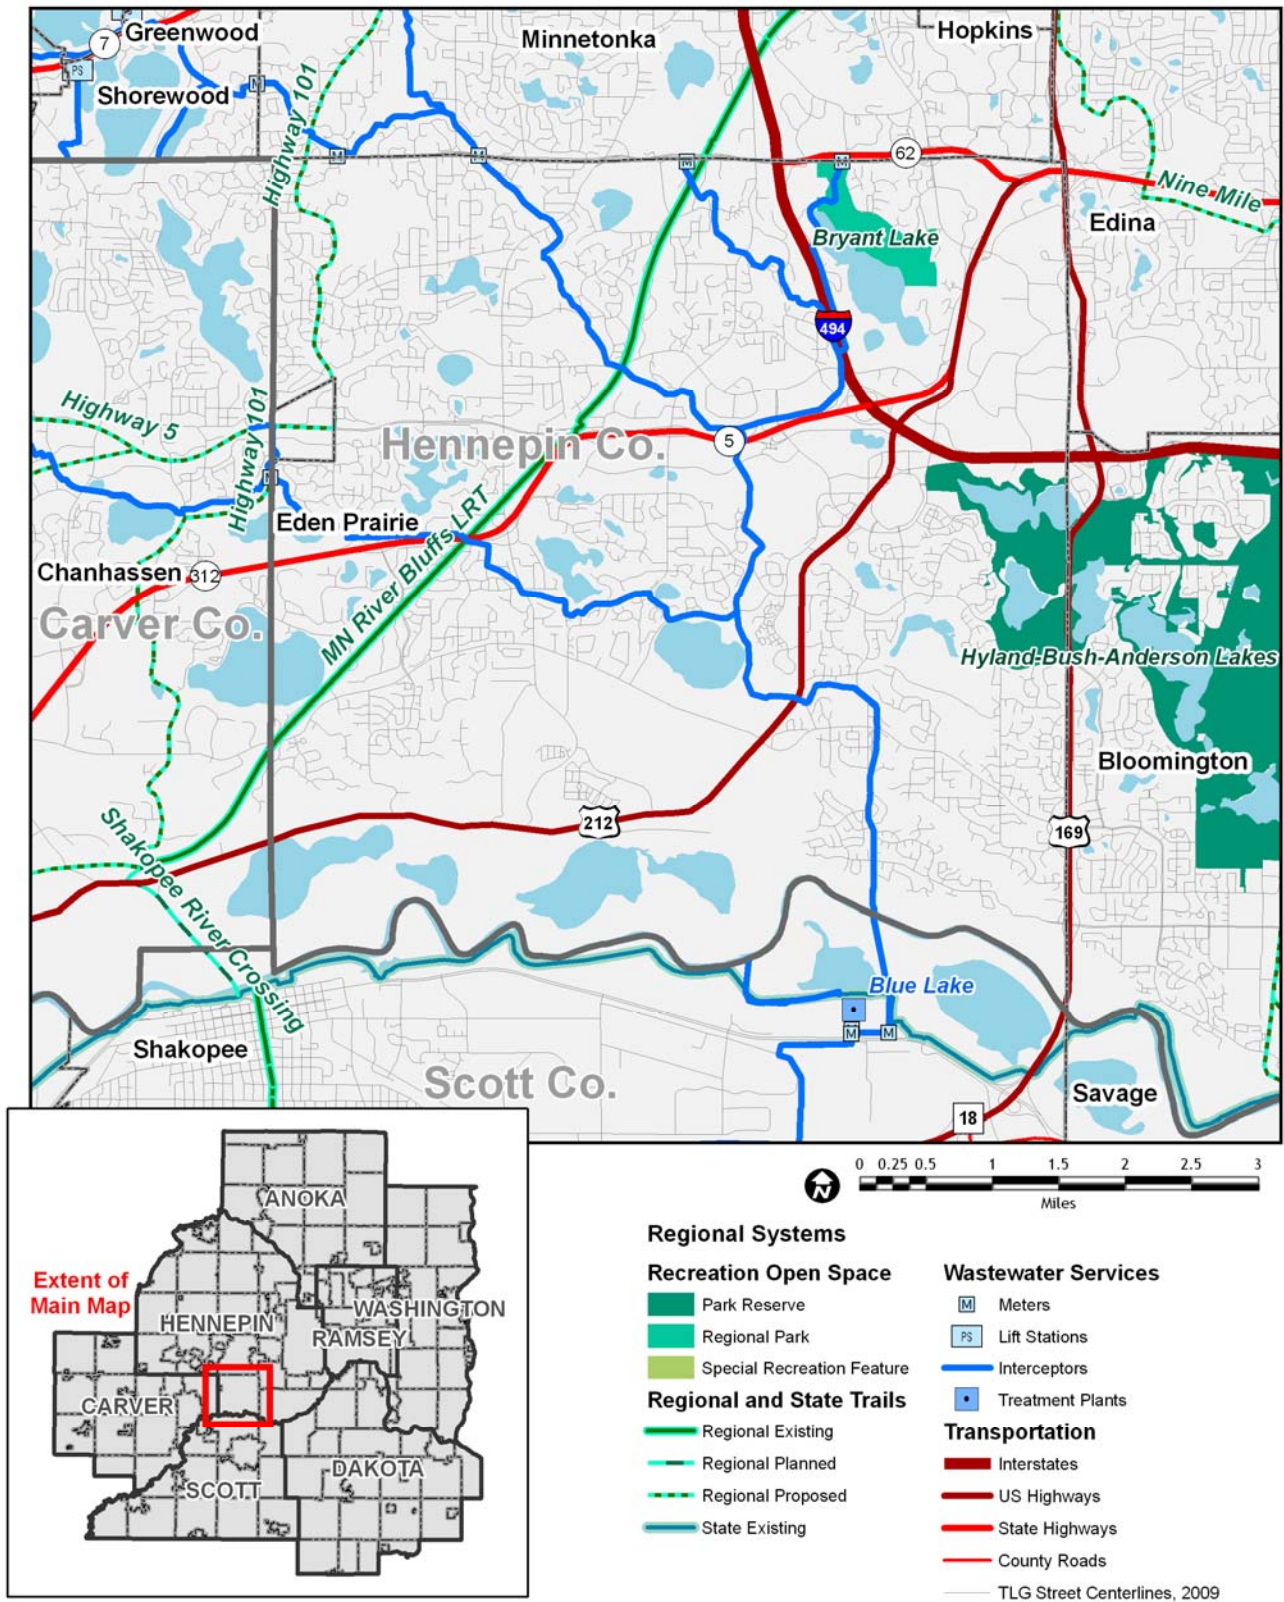 Greenwood
7
Minnetonka
Hopkins
PS
Shorewood
M
Highway 101
M
M
M
M
62
Nine Mile
Edina
Bryant Lake
494
Highway 5
Highway 101
Hennepin Co.
5
M
Eden Prairie
MN River Bluffs LRT
Chanhassen
312
Carver Co.
Hyland-Bush-Anderson Lakes
Bloomington
212
169
Shakopee River Crossing
Blue Lake
M
M
Shakopee
Scott Co.
Savage
18
N
0 0.25 0.5 1 1.5 2 2.5 3
Miles
ANOKA
Extent of
Main Map
HENNEPIN
WASHINGTON
RAMSEY
CARVER
DAKOTA
SCOTT
Regional Systems
Recreation Open Space
Park Reserve
Regional Park
Special Recreation Feature
Regional and State Trails
Regional Existing
Regional Planned
Regional Proposed
State Existing
Wastewater Services
M Meters
PS Lift Stations
Interceptors
Treatment Plants
Transportation
Interstates
US Highways
State Highways
County Roads
TLG Street Centerlines, 2009